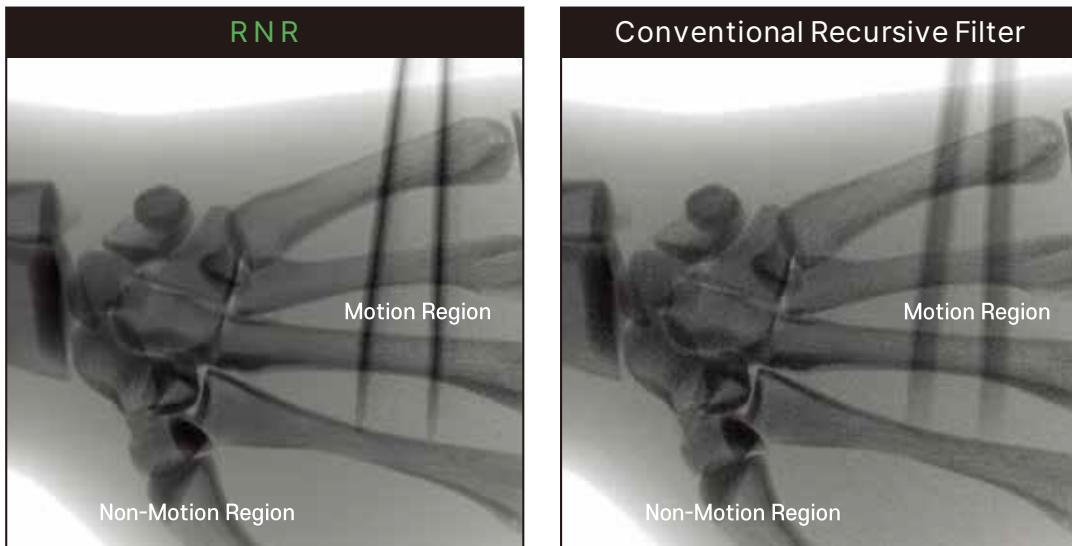 RNR
Conventional Recursive Filter
Motion Region
Motion Region
Non-Motion Region
Non-Motion Region